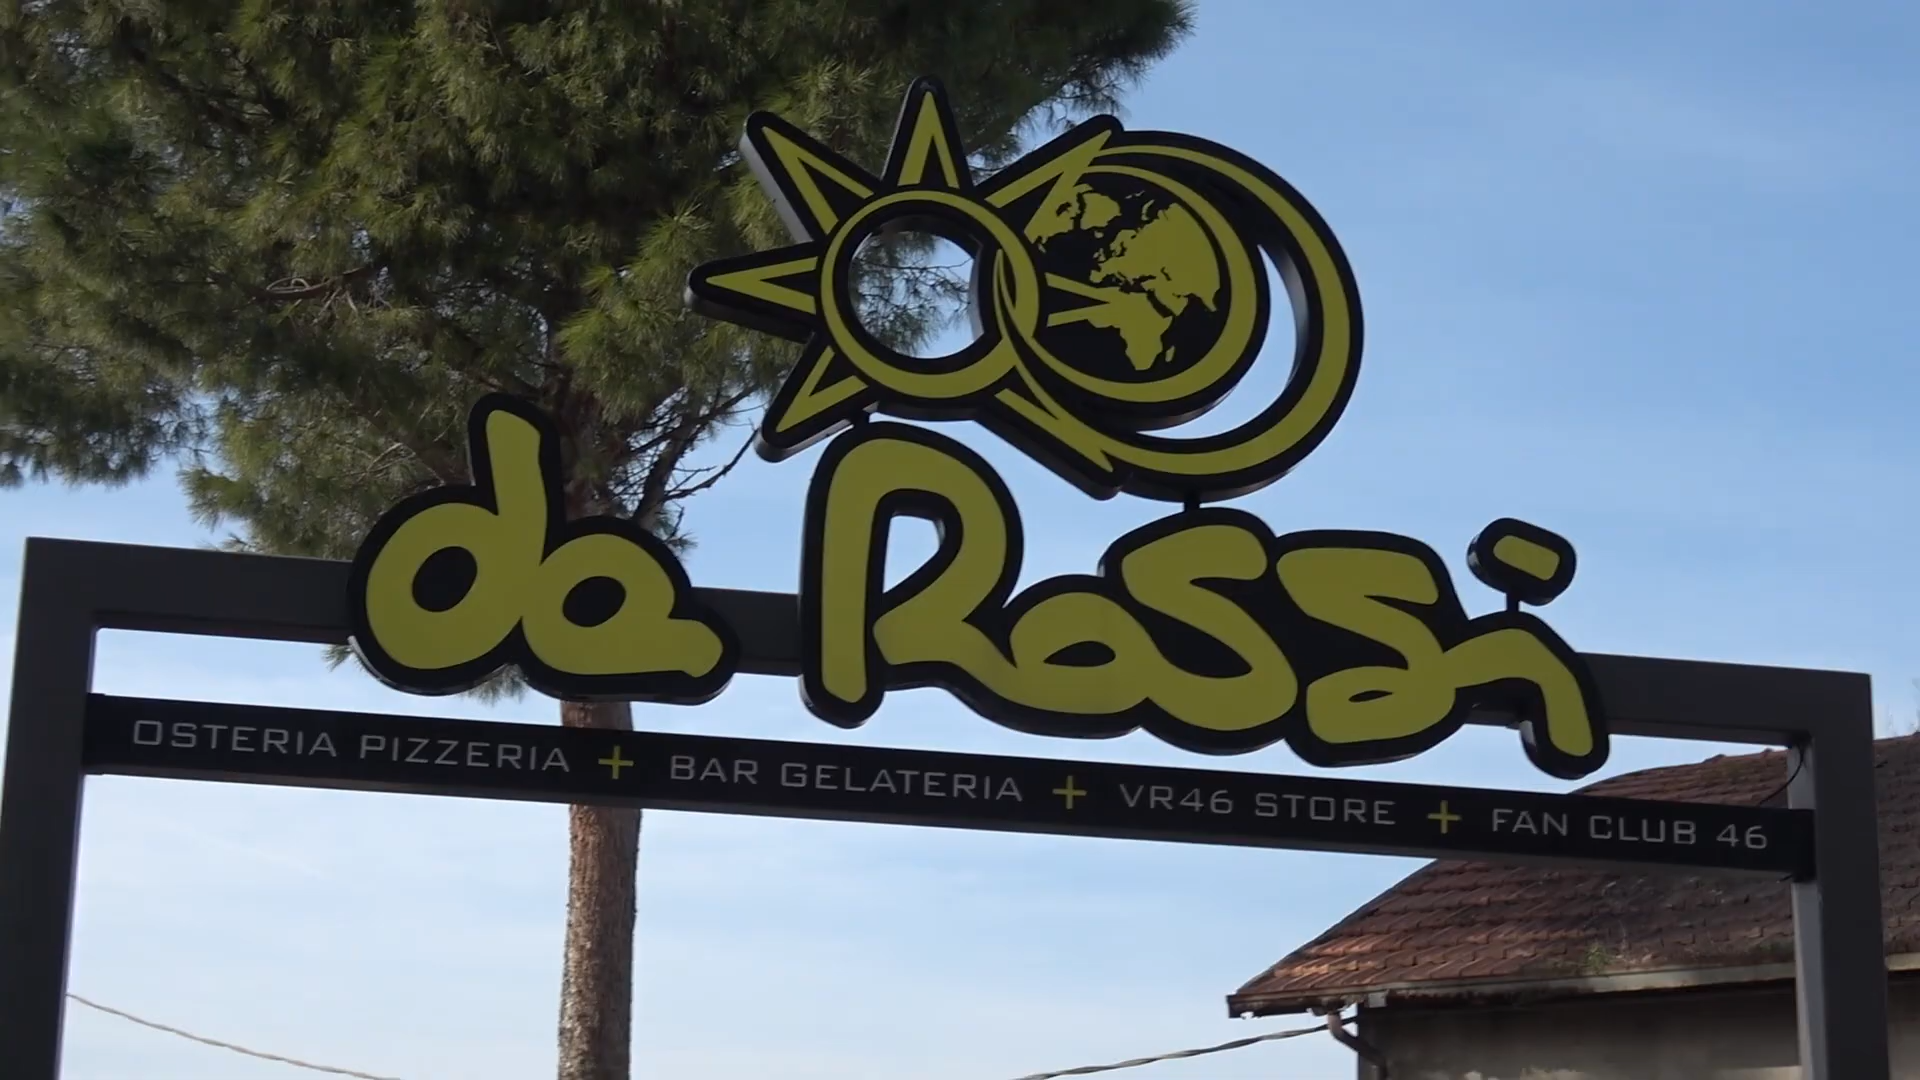 da Rossi
OSTERIA PIZZERIA + BAR GELATERIA + VR46 STORE + FAN CLUB 46